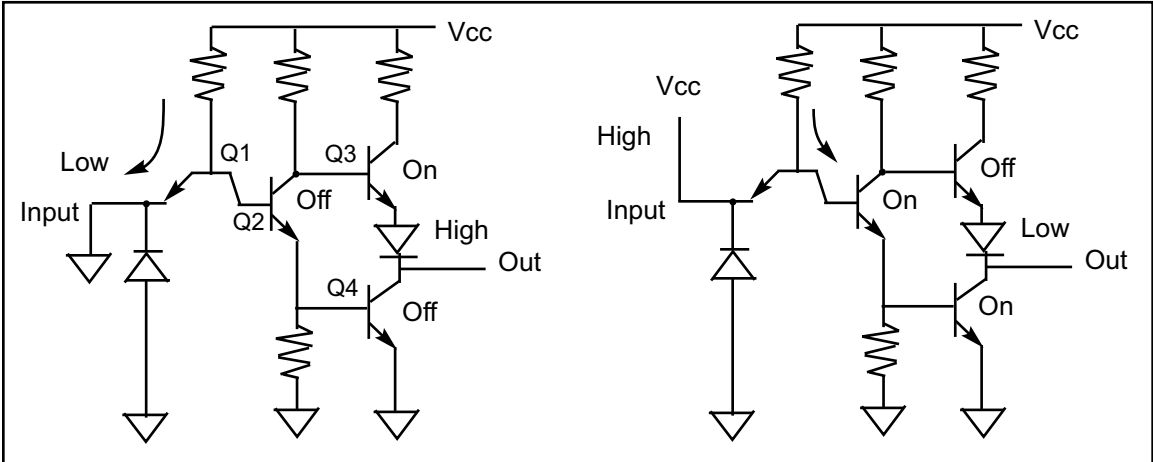 Vcc
Low
Q1
Q3
On
Input
Q2
Off
High
Out
Q4
Off
Vcc
Vcc
High
Off
Input
On
Low
Out
On